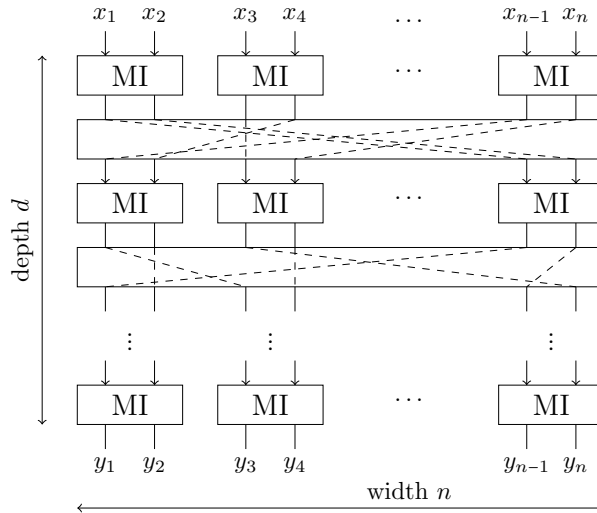 x₁ x₂ x₃ x₄ ⋯ xₙ₋₁ xₙ
MI MI ⋯ MI
MI MI ⋯ MI
depth d
⋮ ⋮ ⋮
MI MI ⋯ MI
y₁ y₂ y₃ y₄ yₙ₋₁ yₙ
width n